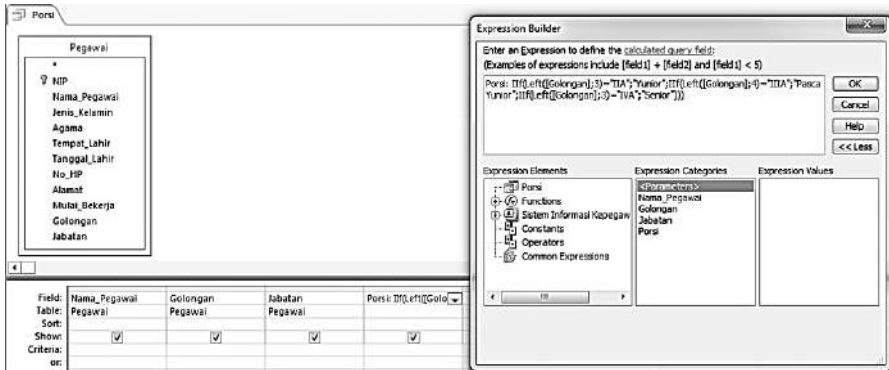 Porsi
Pegawai
*
NIP
Nama_Pegawai
Jenis_Kelamin
Agama
Tempat_Lahir
Tanggal_Lahir
No_HP
Alamat
Mulai_Bekerja
Golongan
Jabatan
Field: Nama_Pegawai Golongan Jabatan Porsi: IIf(Left([Golo
Table: Pegawai Pegawai Pegawai
Sort:
Show:
Criteria:
or:
Expression Builder
Enter an Expression to define the calculated query field:
(Examples of expressions include [field1] + [field2] and [field1] < 5)
Porsi: IIf(Left([Golongan];3)="IIA";"Yunior";IIf(Left([Golongan];4)="IIIA";"Pasca
Yunior";IIf(Left([Golongan];3)="IVA";"Senior")))
OK
Cancel
Help
<< Less
Expression Elements Expression Categories Expression Values
Porsi
Functions
Sistem Informasi Kepegaw
Constants
Operators
Common Expressions
<Parameters>
Nama_Pegawai
Golongan
Jabatan
Porsi